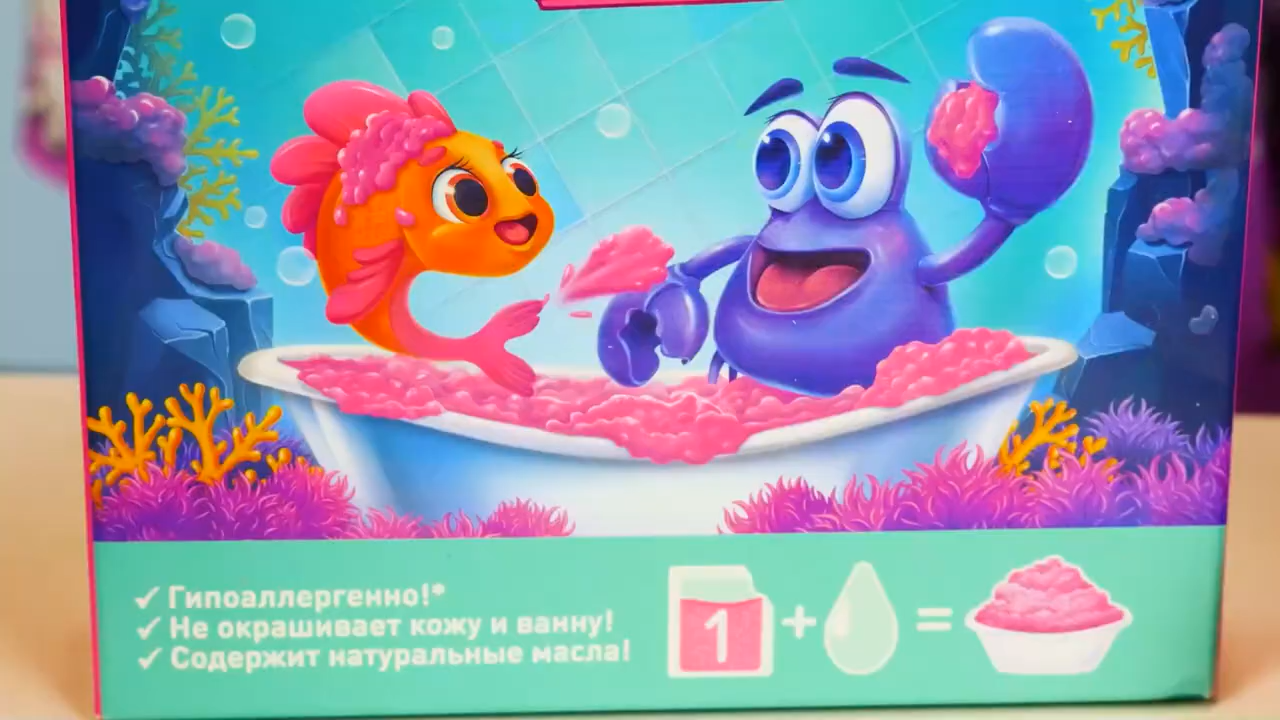 ✓ Гипоаллергенно!*
✓ Не окрашивает кожу и ванну!
✓ Содержит натуральные масла!
1 + =